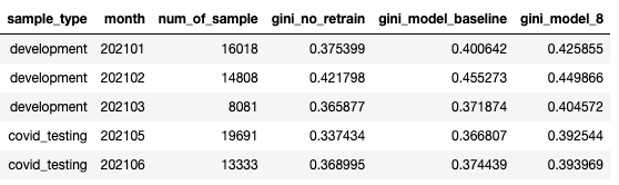 sample_type month num_of_sample gini_no_retrain gini_model_baseline gini_model_8
development 202101 16018 0.375399 0.400642 0.425855
development 202102 14808 0.421798 0.455273 0.449866
development 202103 8081 0.365877 0.371874 0.404572
covid_testing 202105 19691 0.337434 0.366807 0.392544
covid_testing 202106 13333 0.368995 0.374439 0.393969